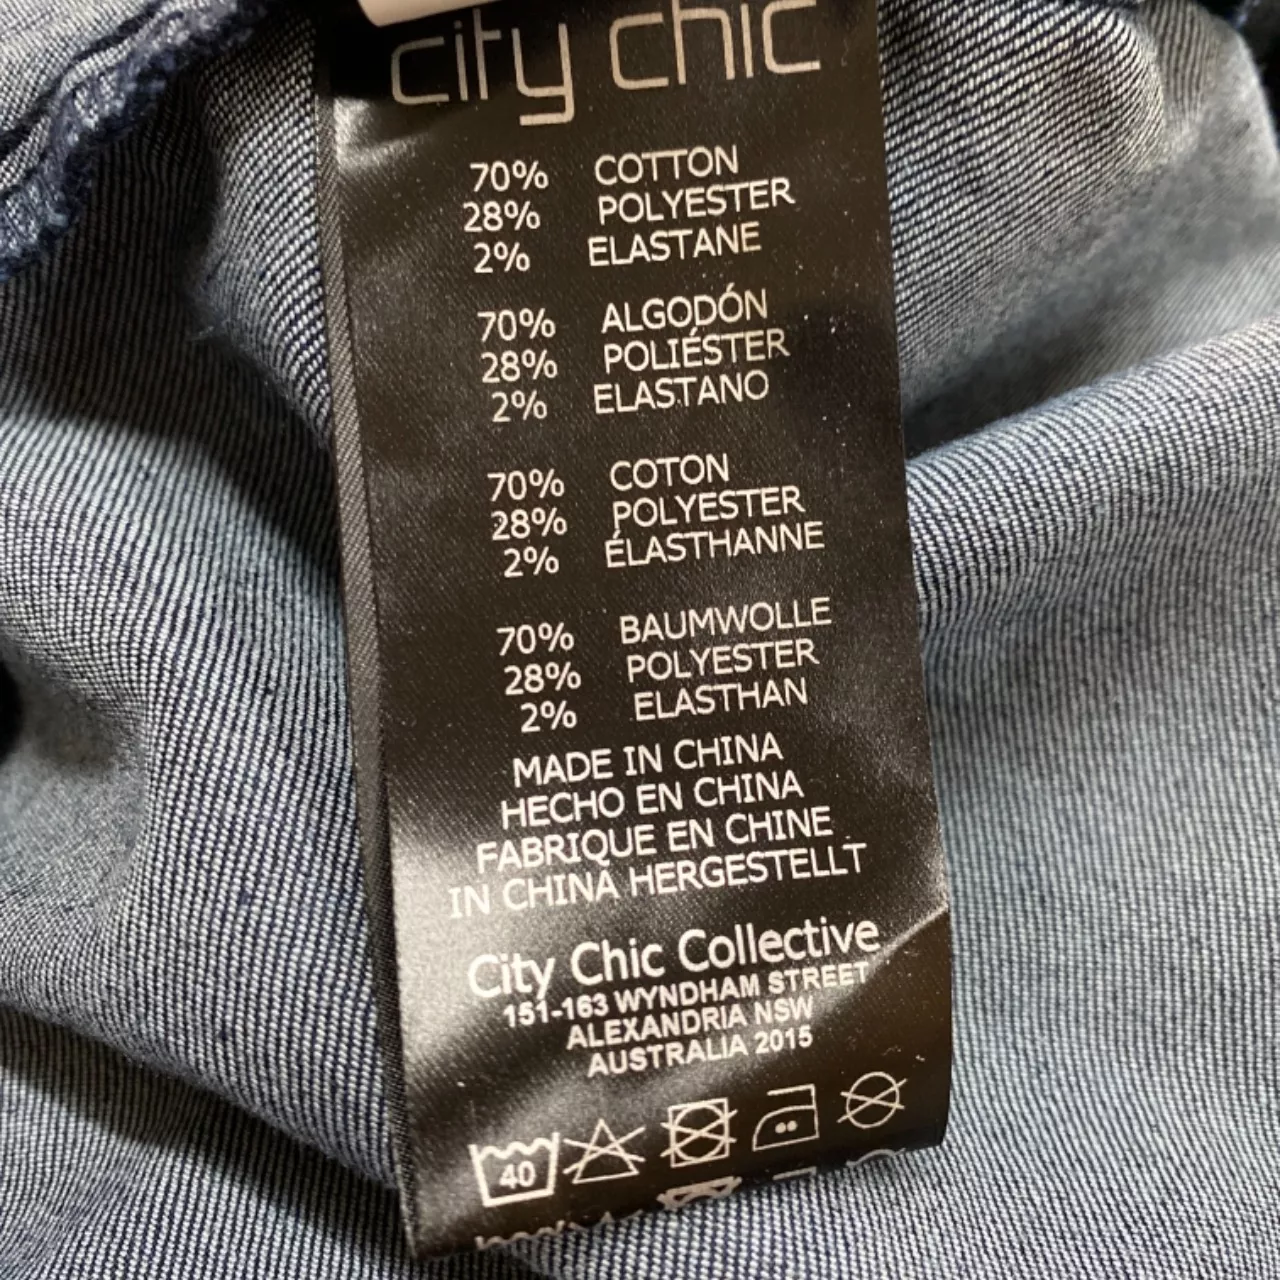 city chic
70% COTTON
28% POLYESTER
2% ELASTANE
70% ALGODÓN
28% POLIÉSTER
2% ELASTANO
70% COTON
28% POLYESTER
2% ÉLASTHANNE
70% BAUMWOLLE
28% POLYESTER
2% ELASTHAN
MADE IN CHINA
HECHO EN CHINA
FABRIQUE EN CHINE
IN CHINA HERGESTELLT
City Chic Collective
151-163 WYNDHAM STREET
ALEXANDRIA NSW
AUSTRALIA 2015
40